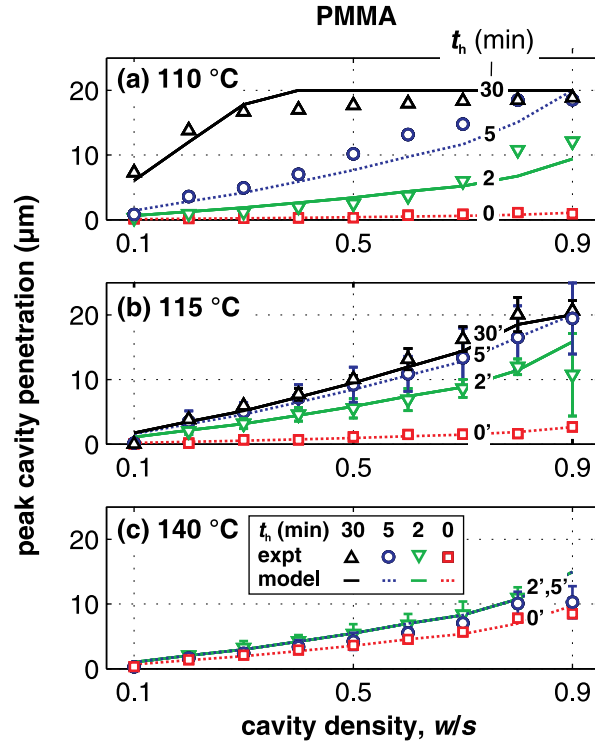 PMMA
t_h (min)
(a) 110 °C
30
5
2
0
20
10
0
0.1
0.5
0.9
peak cavity penetration (µm)
(b) 115 °C
30’
5’
2’
0’
20
10
0
0.1
0.5
0.9
(c) 140 °C
t_h (min) 30 5 2 0
expt
model
2’,5’
0’
20
10
0
0.1
0.5
0.9
cavity density, w/s